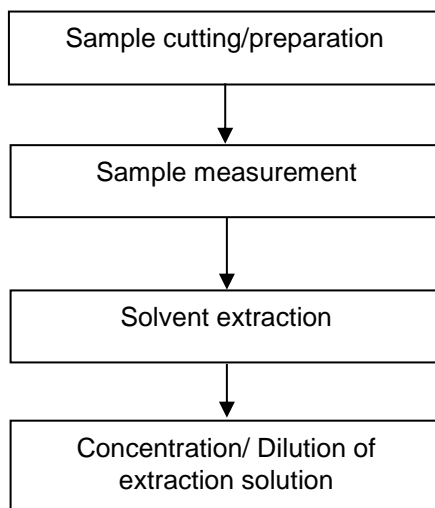 Sample cutting/preparation
Sample measurement
Solvent extraction
Concentration/ Dilution of
extraction solution